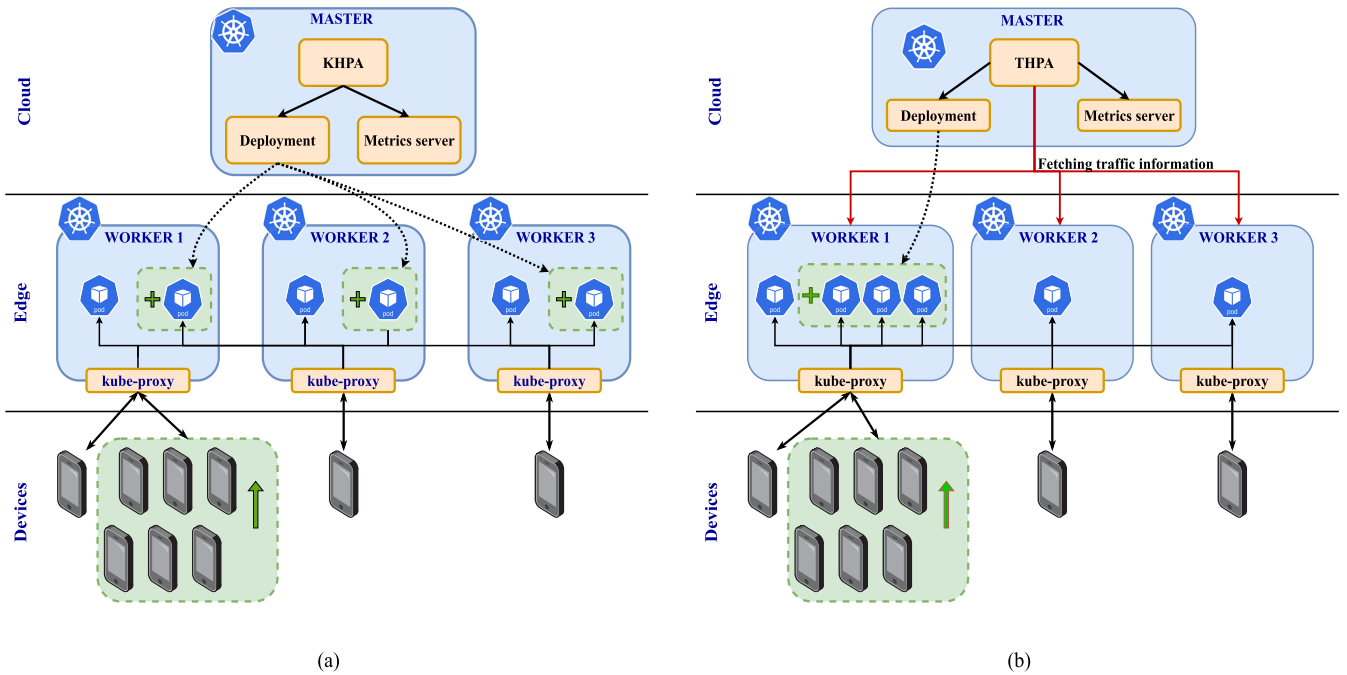 MASTER
KHPA
Deployment
Metrics server
Cloud
WORKER 1
WORKER 2
WORKER 3
pod
pod
pod
pod
pod
pod
Edge
kube-proxy
kube-proxy
kube-proxy
Devices
(a)
MASTER
THPA
Deployment
Metrics server
Cloud
Fetching traffic information
WORKER 1
WORKER 2
WORKER 3
pod
pod
pod
pod
pod
pod
Edge
kube-proxy
kube-proxy
kube-proxy
Devices
(b)